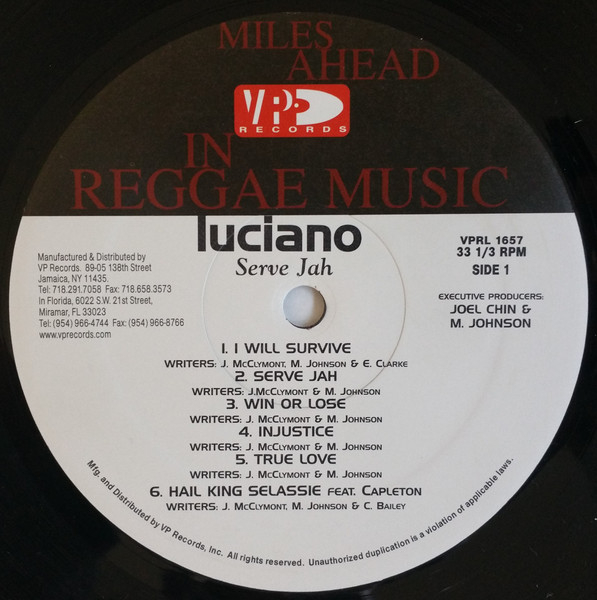 MILES
AHEAD
VP
RECORDS
IN
REGGAE MUSIC
luciano
Serve Jah
Manufactured & Distributed by
VP Records. 89-05 138th Street
Jamaica, NY 11435.
Tel: 718.291.7058 Fax: 718.658.3573
In Florida, 6022 S.W. 21st Street,
Miramar, FL 33023
Tel: (954) 966-4744 Fax: (954) 966-8766
www.vprecords.com
VPRL 1657
33 1/3 RPM
SIDE 1
EXECUTIVE PRODUCERS:
JOEL CHIN &
M. JOHNSON
1. I WILL SURVIVE
WRITERS: J. MCCLYMONT, M. JOHNSON & E. CLARKE
2. SERVE JAH
WRITERS: J.MCCLYMONT & M. JOHNSON
3. WIN OR LOSE
WRITERS: J. MCCLYMONT & M. JOHNSON
4. INJUSTICE
WRITERS: J. MCCLYMONT & M. JOHNSON
5. TRUE LOVE
WRITERS: J. MCCLYMONT & M. JOHNSON
6. HAIL KING SELASSIE FEAT. CAPLETON
WRITERS: J. MCCLYMONT, M. JOHNSON & C. BAILEY
Mfg. and Distributed by VP Records, Inc. All rights reserved. Unauthorized duplication is a violation of applicable laws.